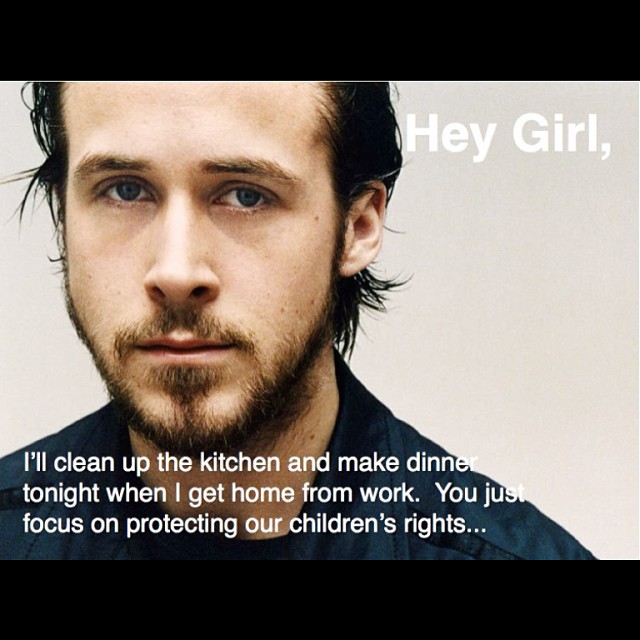 Hey Girl,
I'll clean up the kitchen and make dinner
tonight when I get home from work.  You just
focus on protecting our children's rights...